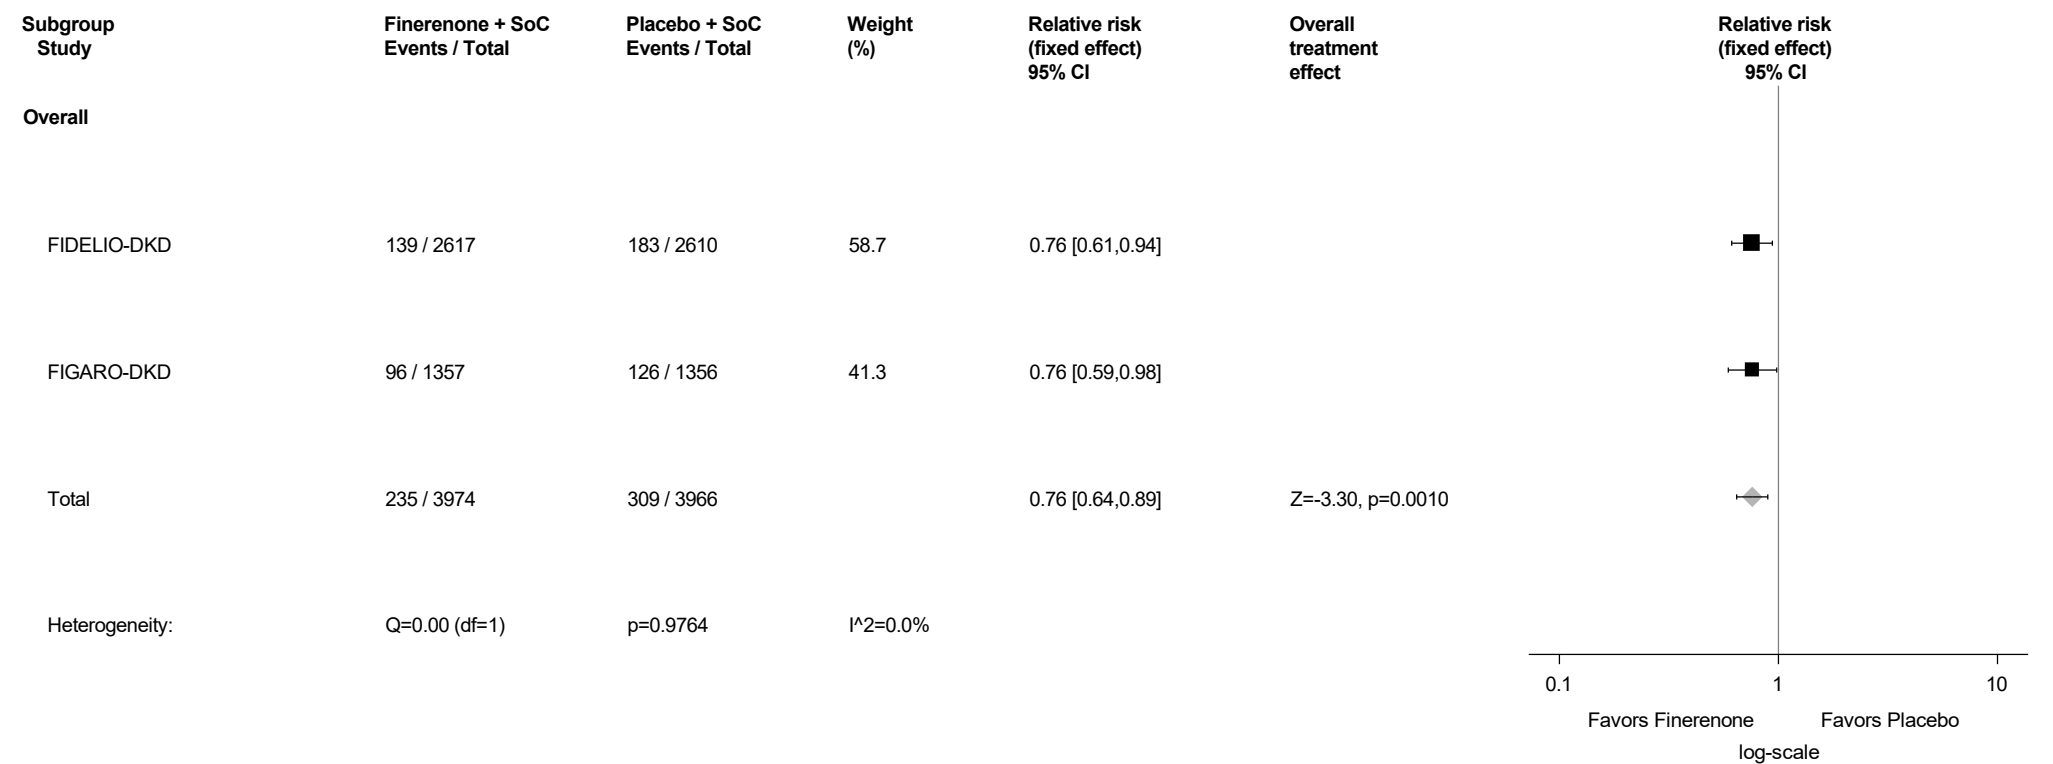 Subgroup Finerenone + SoC Placebo + SoC Weight Relative risk Overall Relative risk
Study Events / Total Events / Total (%) (fixed effect) treatment (fixed effect)
95% CI effect 95% CI
Overall
FIDELIO-DKD 139 / 2617 183 / 2610 58.7 0.76 [0.61,0.94]
FIGARO-DKD 96 / 1357 126 / 1356 41.3 0.76 [0.59,0.98]
Total 235 / 3974 309 / 3966 0.76 [0.64,0.89] Z=-3.30, p=0.0010
Heterogeneity: Q=0.00 (df=1) p=0.9764 I^2=0.0%
0.1 1 10
Favors Finerenone Favors Placebo
log-scale